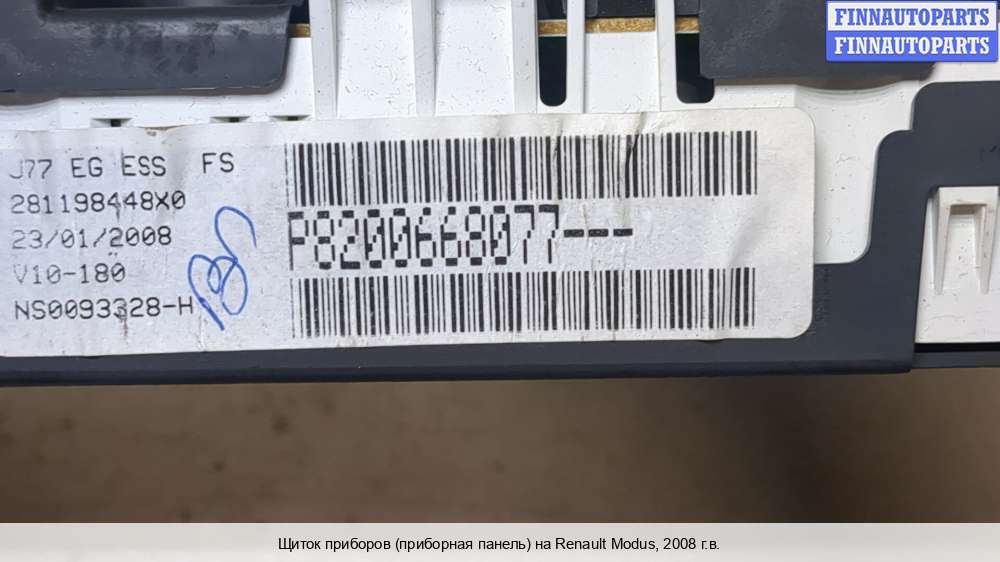 FINNAUTOPARTS
FINNAUTOPARTS
J77 EG ESS FS
281198448X0
23/01/2008
V10-180
NS0093328-H
P8200668077---
Щиток приборов (приборная панель) на Renault Modus, 2008 г.в.